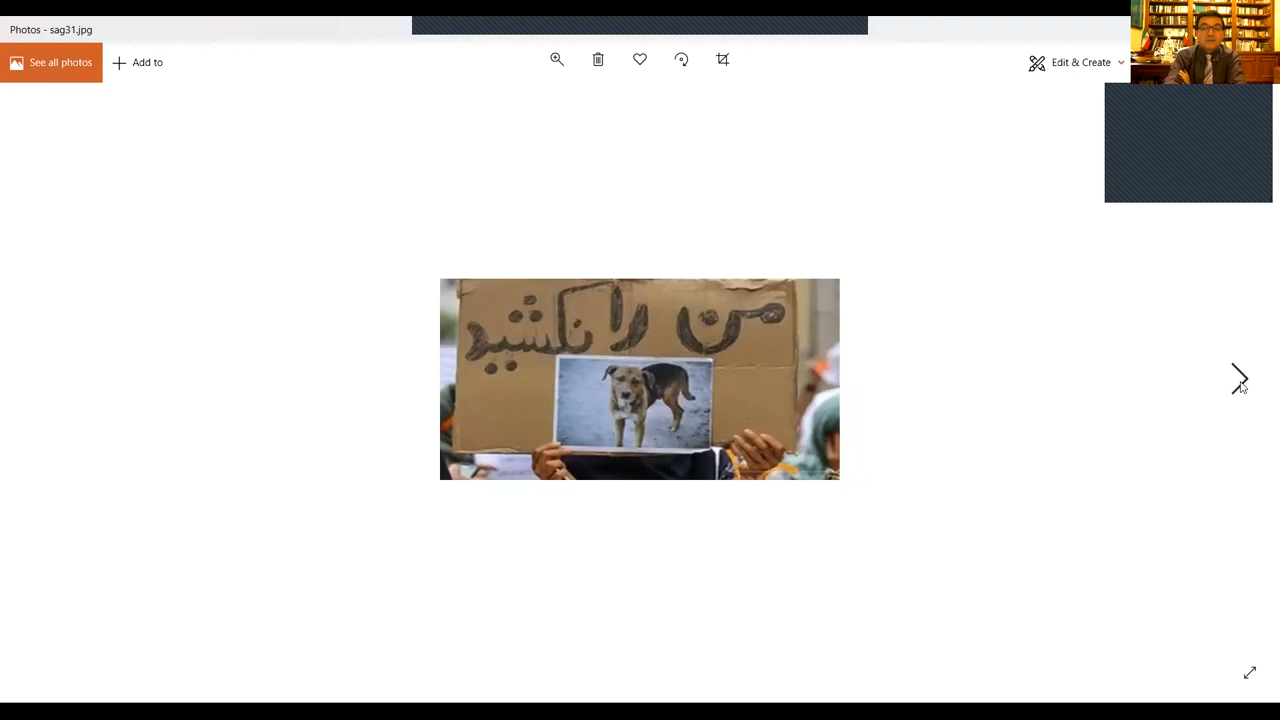 Photos - sag31.jpg
See all photos
Add to
Edit & Create
من را نکشید